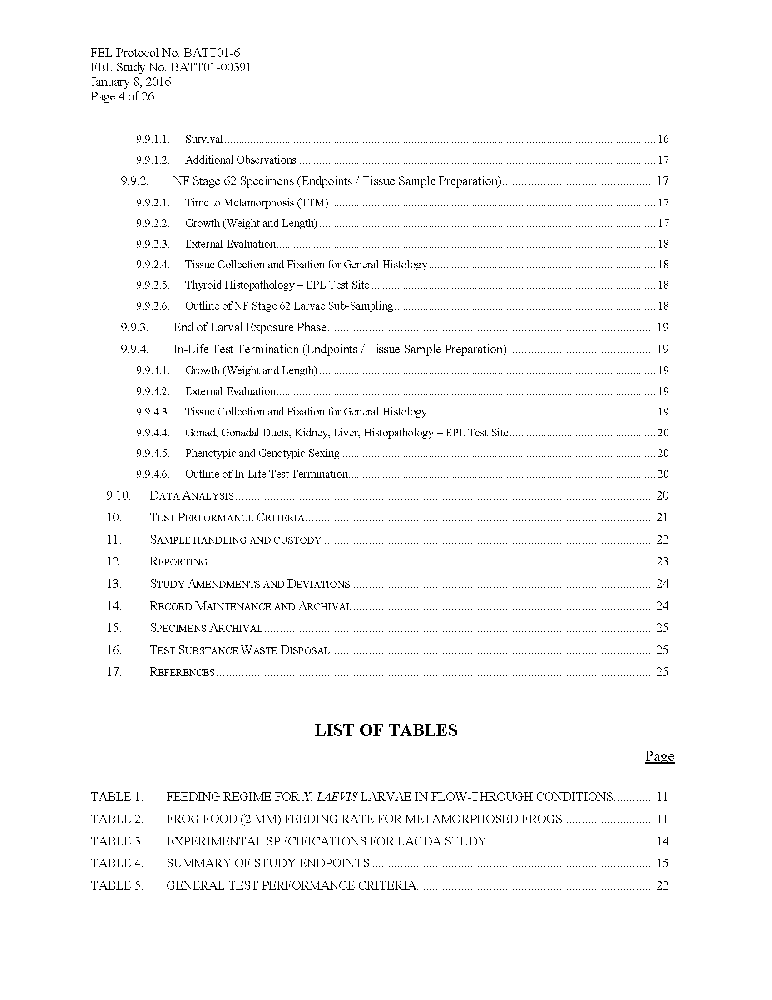 FEL Protocol No. BATT01-6
FEL Study No. BATT01-00391
January 8, 2016
Page 4 of 26
9.9.1.1. Survival 16
9.9.1.2. Additional Observations 17
9.9.2. NF Stage 62 Specimens (Endpoints / Tissue Sample Preparation) 17
9.9.2.1. Time to Metamorphosis (TTM) 17
9.9.2.2. Growth (Weight and Length) 17
9.9.2.3. External Evaluation 18
9.9.2.4. Tissue Collection and Fixation for General Histology 18
9.9.2.5. Thyroid Histopathology – EPL Test Site 18
9.9.2.6. Outline of NF Stage 62 Larvae Sub-Sampling 18
9.9.3. End of Larval Exposure Phase 19
9.9.4. In-Life Test Termination (Endpoints / Tissue Sample Preparation) 19
9.9.4.1. Growth (Weight and Length) 19
9.9.4.2. External Evaluation 19
9.9.4.3. Tissue Collection and Fixation for General Histology 19
9.9.4.4. Gonad, Gonadal Ducts, Kidney, Liver, Histopathology – EPL Test Site 20
9.9.4.5. Phenotypic and Genotypic Sexing 20
9.9.4.6. Outline of In-Life Test Termination 20
9.10. DATA ANALYSIS 20
10. TEST PERFORMANCE CRITERIA 21
11. SAMPLE HANDLING AND CUSTODY 22
12. REPORTING 23
13. STUDY AMENDMENTS AND DEVIATIONS 24
14. RECORD MAINTENANCE AND ARCHIVAL 24
15. SPECIMENS ARCHIVAL 25
16. TEST SUBSTANCE WASTE DISPOSAL 25
17. REFERENCES 25
LIST OF TABLES
Page
TABLE 1. FEEDING REGIME FOR X. LAEVIS LARVAE IN FLOW-THROUGH CONDITIONS 11
TABLE 2. FROG FOOD (2 MM) FEEDING RATE FOR METAMORPHOSED FROGS 11
TABLE 3. EXPERIMENTAL SPECIFICATIONS FOR LAGDA STUDY 14
TABLE 4. SUMMARY OF STUDY ENDPOINTS 15
TABLE 5. GENERAL TEST PERFORMANCE CRITERIA 22